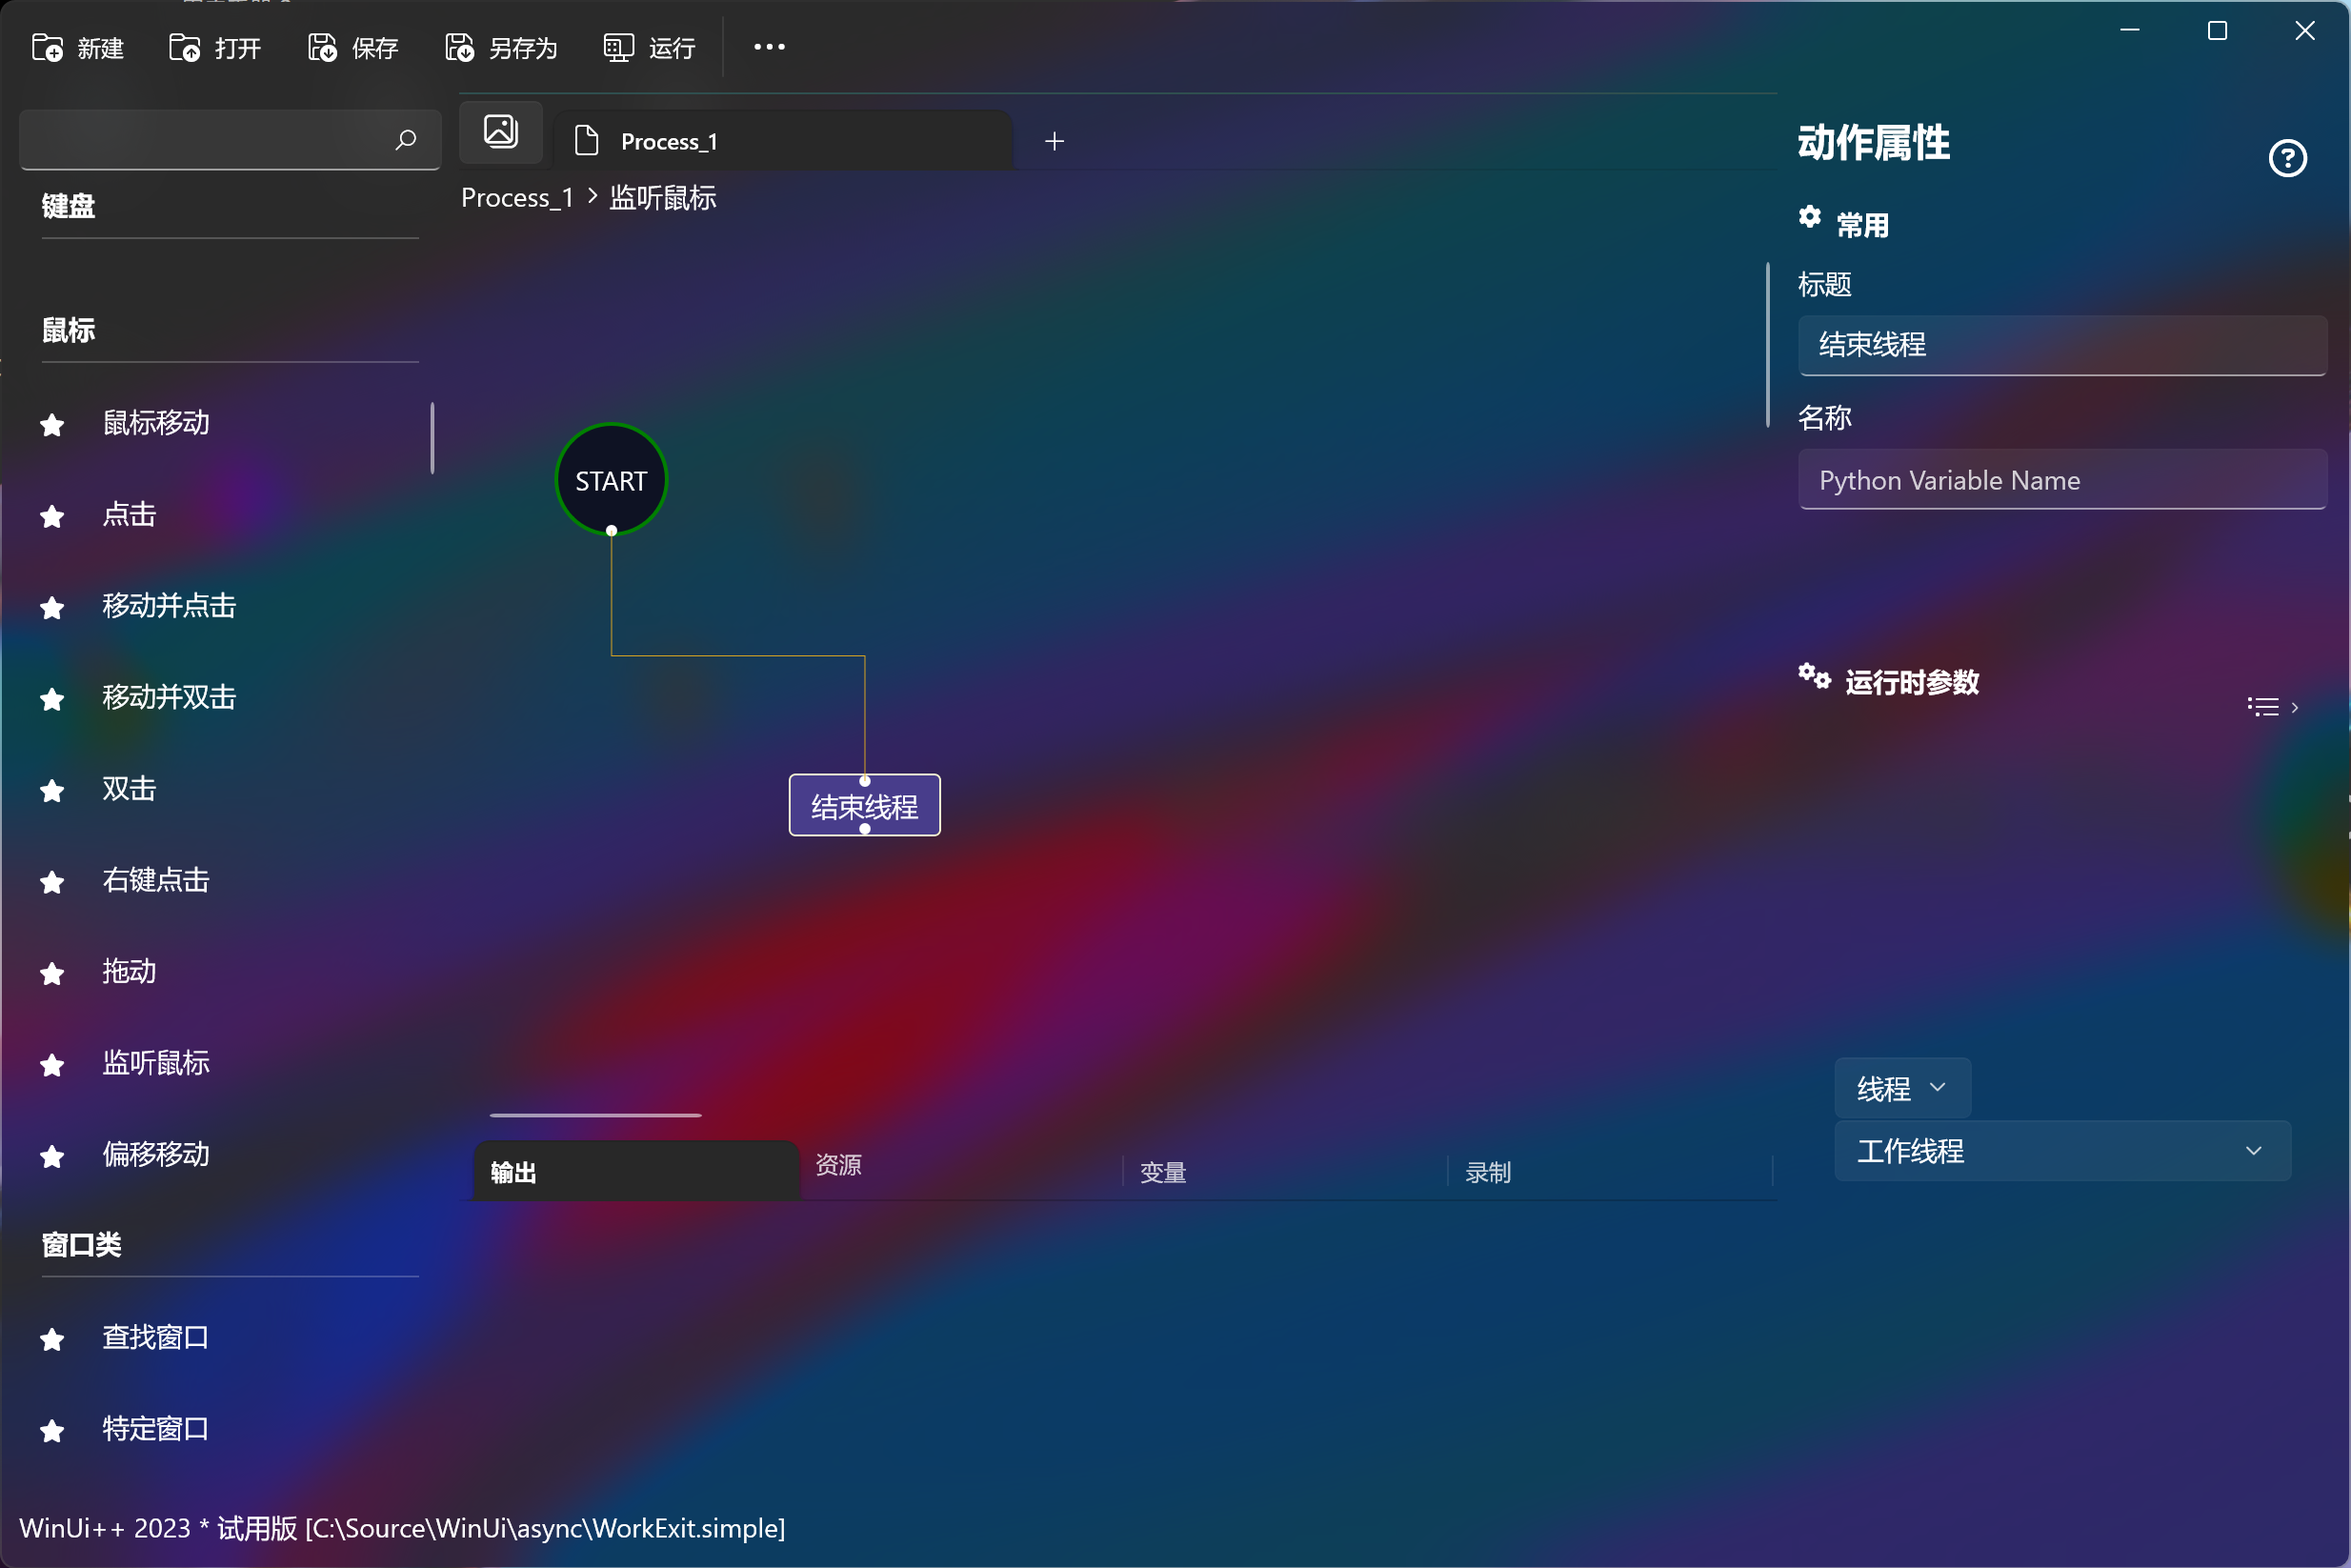 新建
打开
保存
另存为
运行
Process_1
Process_1 > 监听鼠标
键盘
鼠标
鼠标移动
点击
移动并点击
移动并双击
双击
右键点击
拖动
监听鼠标
偏移移动
窗口类
查找窗口
特定窗口
START
结束线程
输出
资源
变量
录制
动作属性
常用
标题
结束线程
名称
Python Variable Name
运行时参数
线程
工作线程
WinUi++ 2023 * 试用版 [C:\Source\WinUi\async\WorkExit.simple]